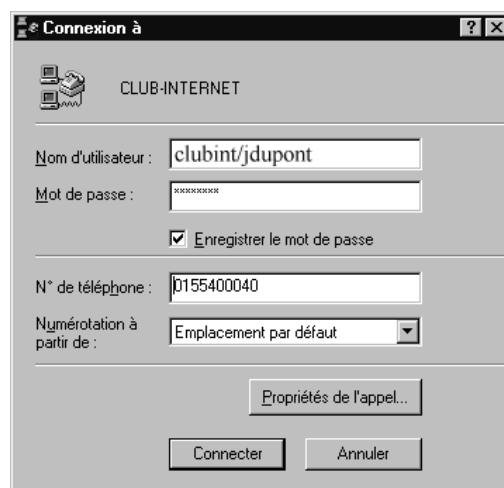 Connexion à
CLUB-INTERNET
Nom d'utilisateur : clubint/jdupont
Mot de passe : ********
Enregistrer le mot de passe
N° de téléphone : 0155400040
Numérotation à
partir de : Emplacement par défaut
Propriétés de l'appel...
Connecter Annuler